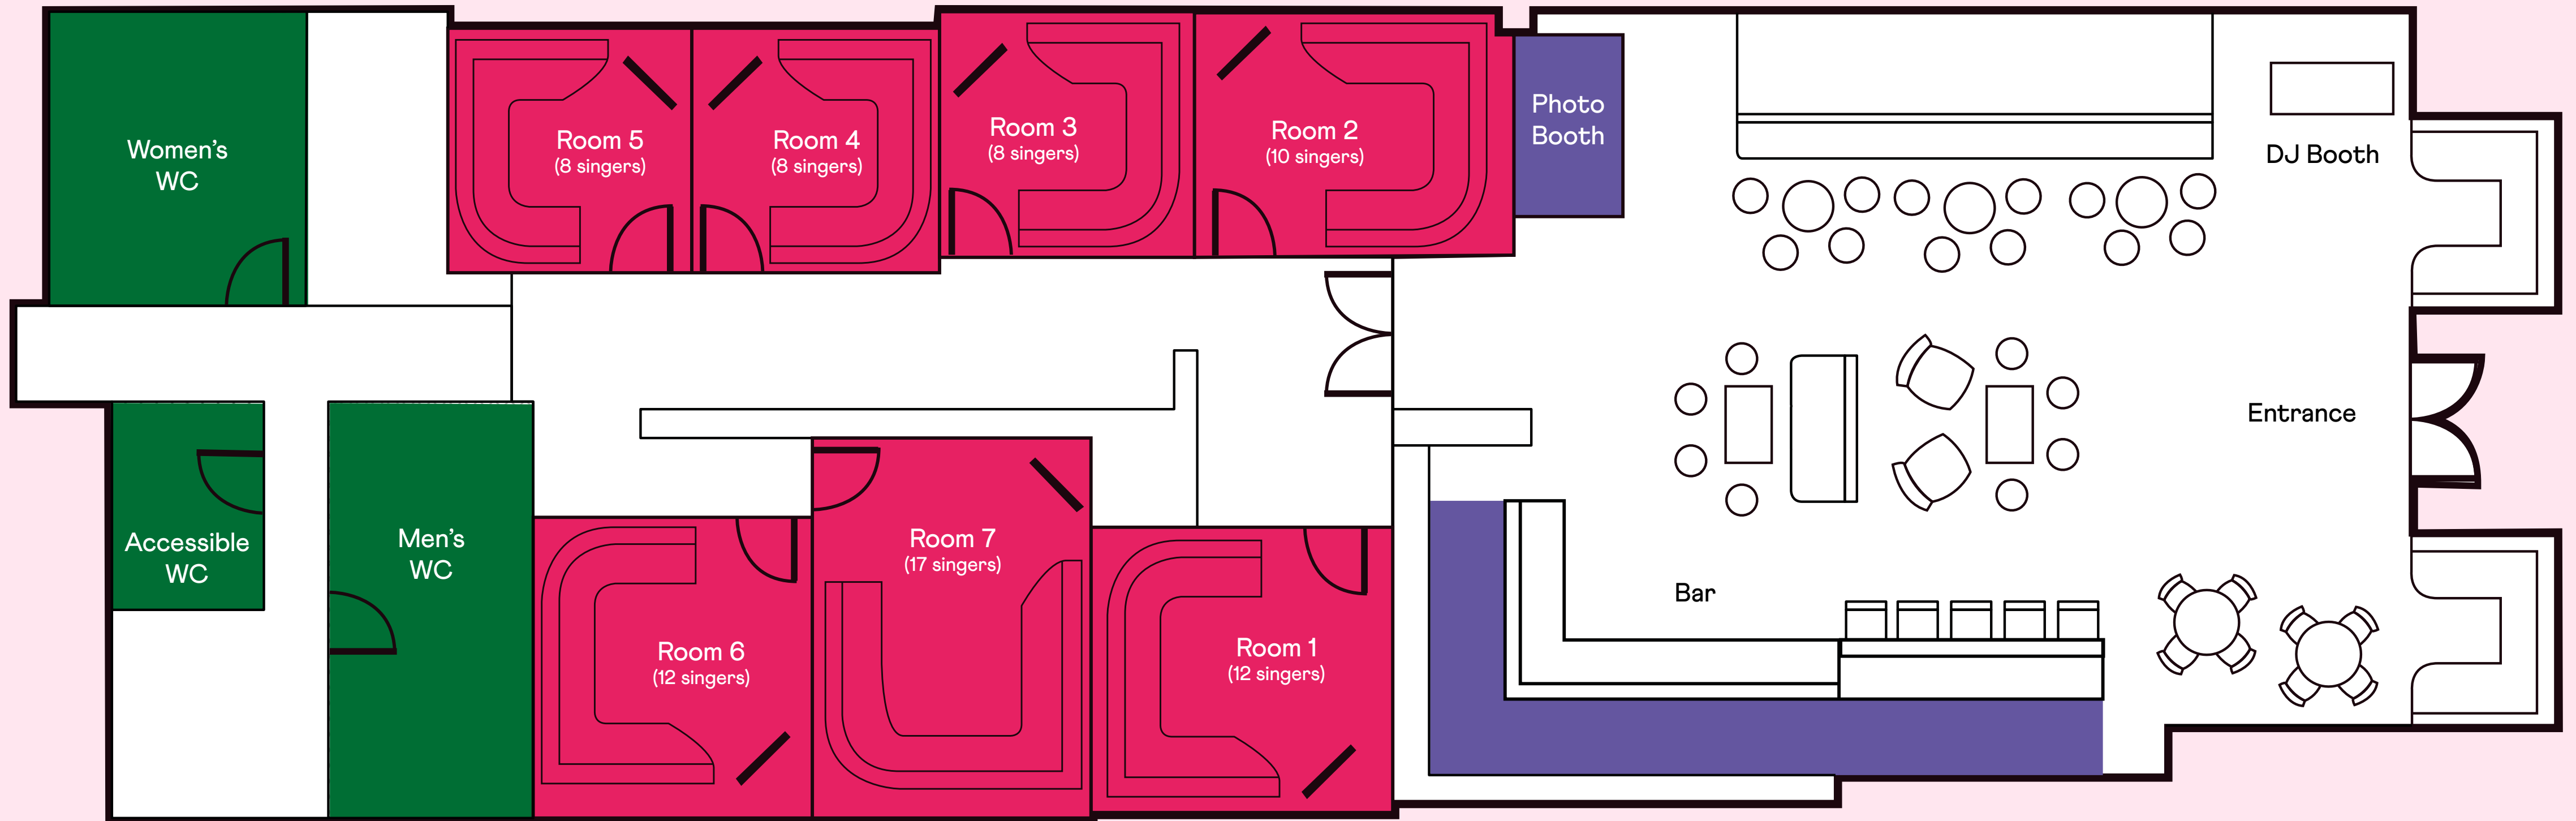 Women's
WC
Room 5
(8 singers)
Room 4
(8 singers)
Room 3
(8 singers)
Room 2
(10 singers)
Photo
Booth
DJ Booth
Entrance
Accessible
WC
Men's
WC
Room 6
(12 singers)
Room 7
(17 singers)
Room 1
(12 singers)
Bar